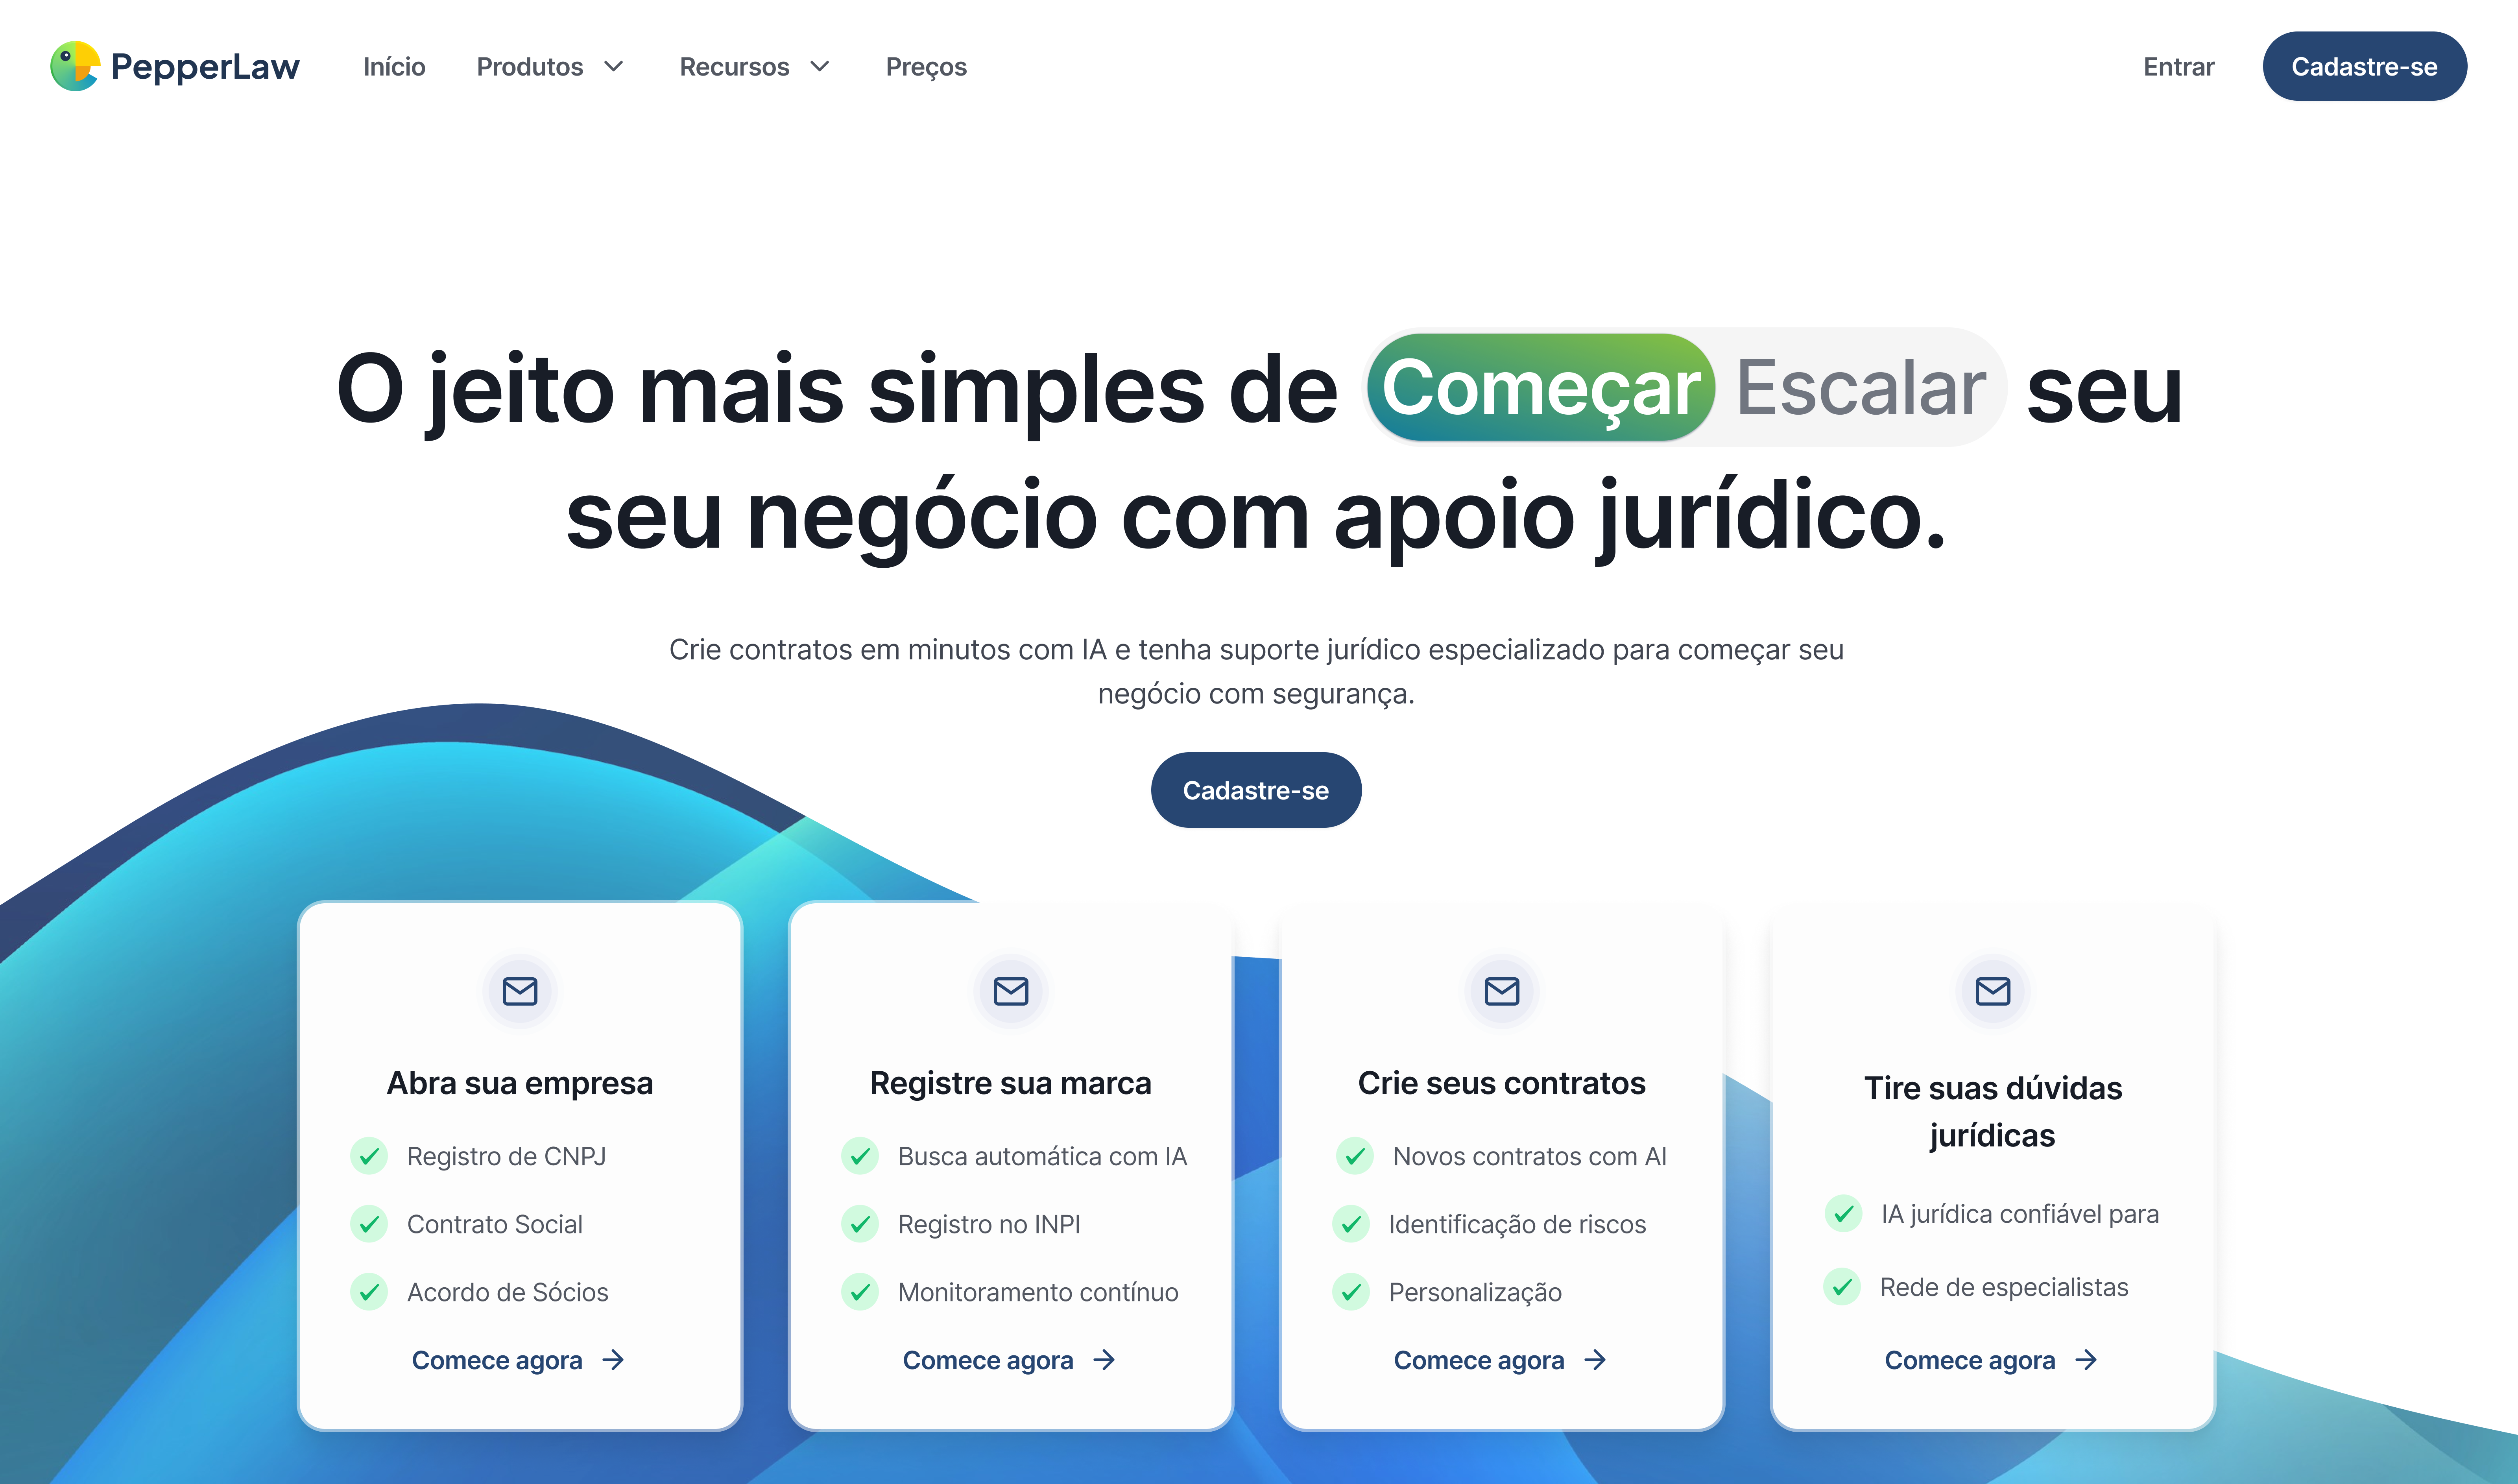 PepperLaw Início Produtos Recursos Preços Entrar Cadastre-se
O jeito mais simples de Começar Escalar seu
seu negócio com apoio jurídico.
Crie contratos em minutos com IA e tenha suporte jurídico especializado para começar seu
negócio com segurança.
Cadastre-se
Abra sua empresa
Registro de CNPJ
Contrato Social
Acordo de Sócios
Comece agora
Registre sua marca
Busca automática com IA
Registro no INPI
Monitoramento contínuo
Comece agora
Crie seus contratos
Novos contratos com AI
Identificação de riscos
Personalização
Comece agora
Tire suas dúvidas
jurídicas
IA jurídica confiável para
Rede de especialistas
Comece agora